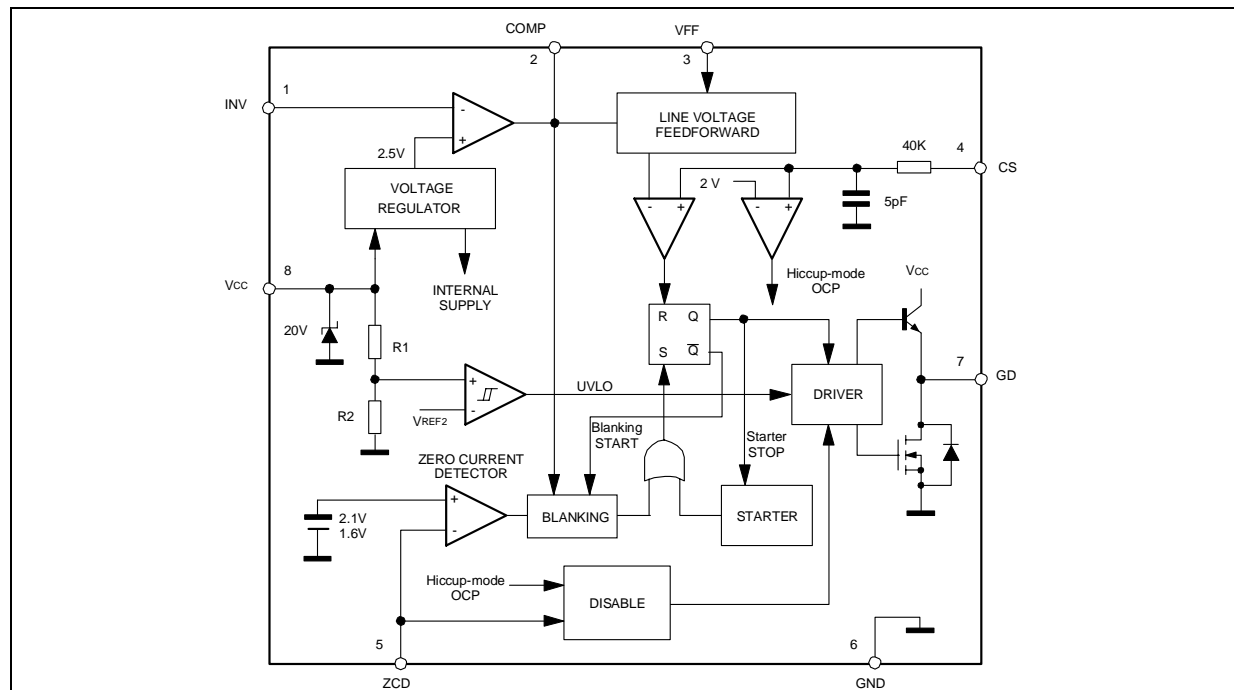 COMP
VFF
2
3
1
INV
LINE VOLTAGE
FEEDFORWARD
-
+
2.5V
40K
4
CS
VOLTAGE
REGULATOR
2 V
5pF
-
+
-
+
8
Vcc
INTERNAL
SUPPLY
Hiccup-mode
OCP
Vcc
20V
R1
R
Q
S
Q̅
7
GD
R2
+
-
VREF2
UVLO
DRIVER
Blanking
START
Starter
STOP
ZERO CURRENT
DETECTOR
2.1V
1.6V
+
-
BLANKING
STARTER
Hiccup-mode
OCP
DISABLE
5
6
ZCD
GND